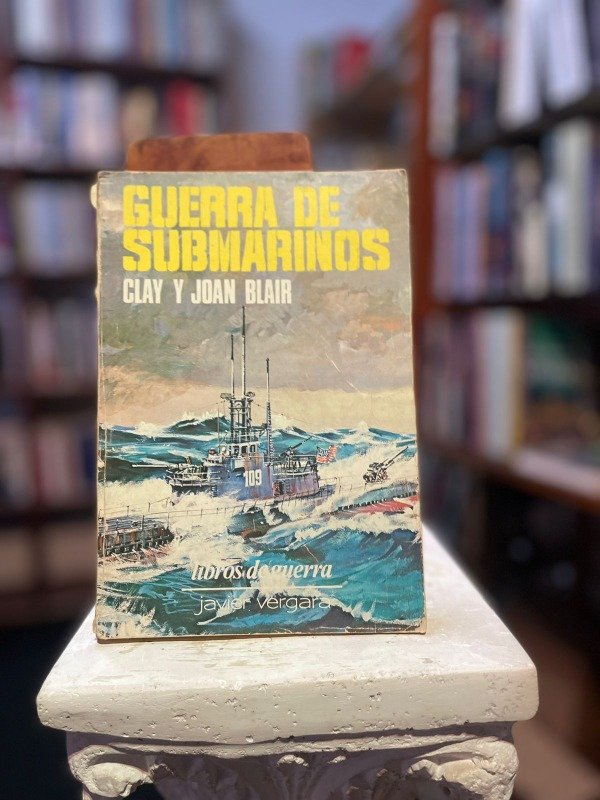 GUERRA DE
SUBMARINOS
CLAY Y JOAN BLAIR
109
libros de guerra
javier vergara